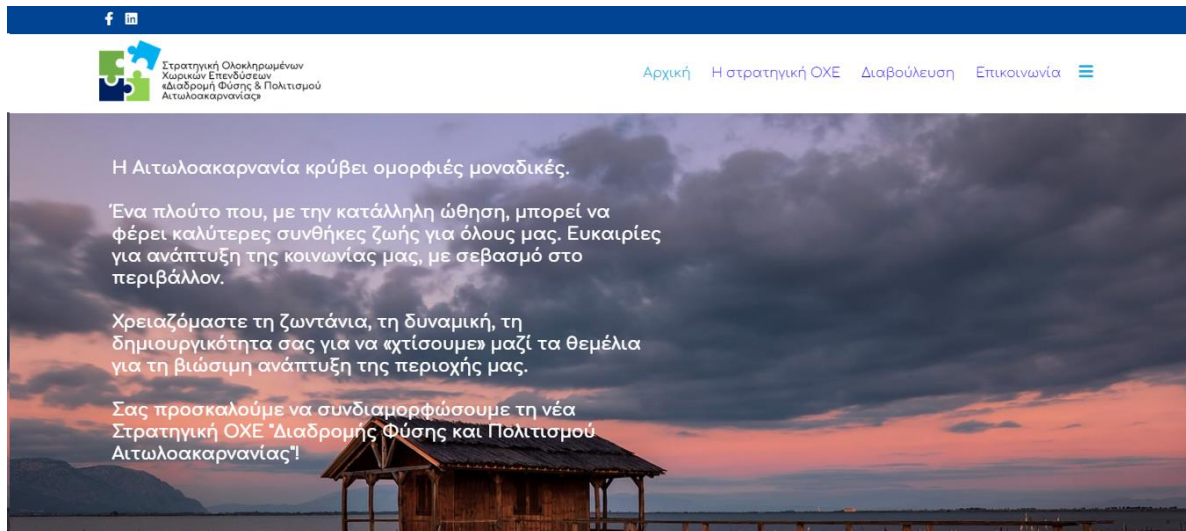 Στρατηγική Ολοκληρωμένων
Χωρικών Επενδύσεων
«Διαδρομή Φύσης & Πολιτισμού
Αιτωλοακαρνανίας»
Αρχική Η στρατηγική ΟΧΕ Διαβούλευση Επικοινωνία
Η Αιτωλοακαρνανία κρύβει ομορφιές μοναδικές.
Ένα πλούτο που, με την κατάλληλη ώθηση, μπορεί να
φέρει καλύτερες συνθήκες ζωής για όλους μας. Ευκαιρίες
για ανάπτυξη της κοινωνίας μας, με σεβασμό στο
περιβάλλον.
Χρειαζόμαστε τη ζωντάνια, τη δυναμική, τη
δημιουργικότητα σας για να «χτίσουμε» μαζί τα θεμέλια
για τη βιώσιμη ανάπτυξη της περιοχής μας.
Σας προσκαλούμε να συνδιαμορφώσουμε τη νέα
Στρατηγική ΟΧΕ "Διαδρομής Φύσης και Πολιτισμού
Αιτωλοακαρνανίας"!